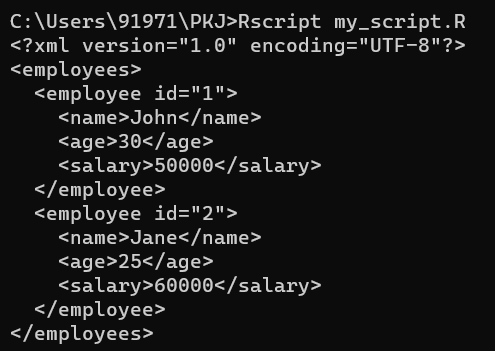 C:\Users\91971\PKJ>Rscript my_script.R
<?xml version="1.0" encoding="UTF-8"?>
<employees>
  <employee id="1">
    <name>John</name>
    <age>30</age>
    <salary>50000</salary>
  </employee>
  <employee id="2">
    <name>Jane</name>
    <age>25</age>
    <salary>60000</salary>
  </employee>
</employees>